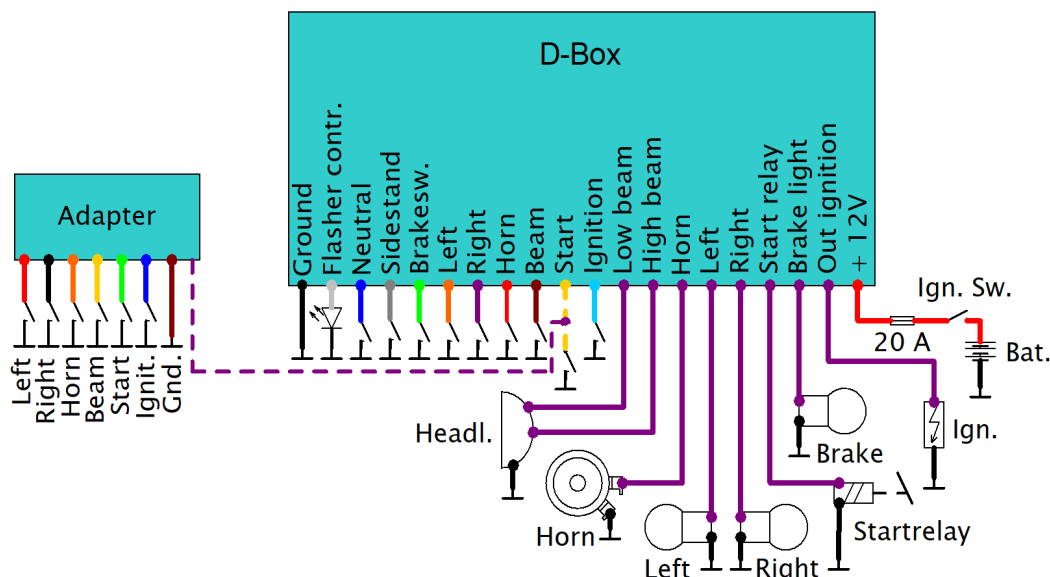 D-Box
Ground
Flasher contr.
Neutral
Sidestand
Brakesw.
Left
Right
Horn
Beam
Start
Ignition
Low beam
High beam
Horn
Left
Right
Start relay
Brake light
Out ignition
+ 12V
Adapter
Left
Right
Horn
Beam
Start
Ignit.
Gnd.
Ign. Sw.
20 A
Bat.
Headl.
Brake
Ign.
Horn
Startrelay
Left
Right